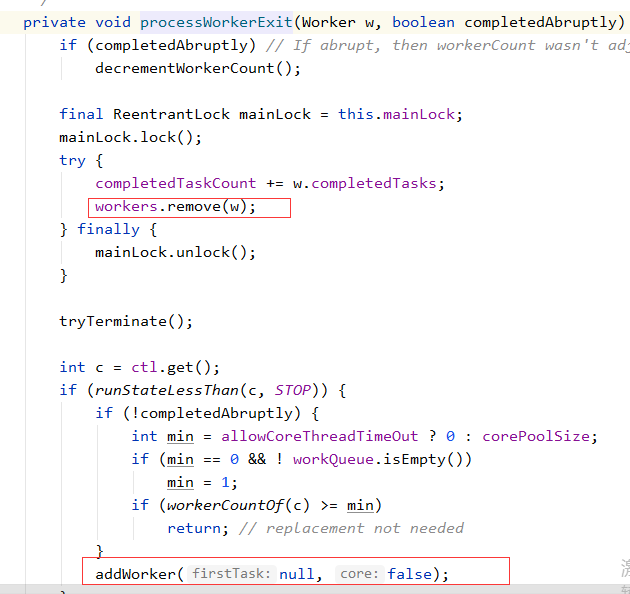 private void processWorkerExit(Worker w, boolean completedAbruptly)
if (completedAbruptly) // If abrupt, then workerCount wasn't adj
decrementWorkerCount();
final ReentrantLock mainLock = this.mainLock;
mainLock.lock();
try {
completedTaskCount += w.completedTasks;
workers.remove(w);
} finally {
mainLock.unlock();
}
tryTerminate();
int c = ctl.get();
if (runStateLessThan(c, STOP)) {
if (!completedAbruptly) {
int min = allowCoreThreadTimeOut ? 0 : corePoolSize;
if (min == 0 && ! workQueue.isEmpty())
min = 1;
if (workerCountOf(c) >= min)
return; // replacement not needed
}
addWorker( firstTask: null, core: false);